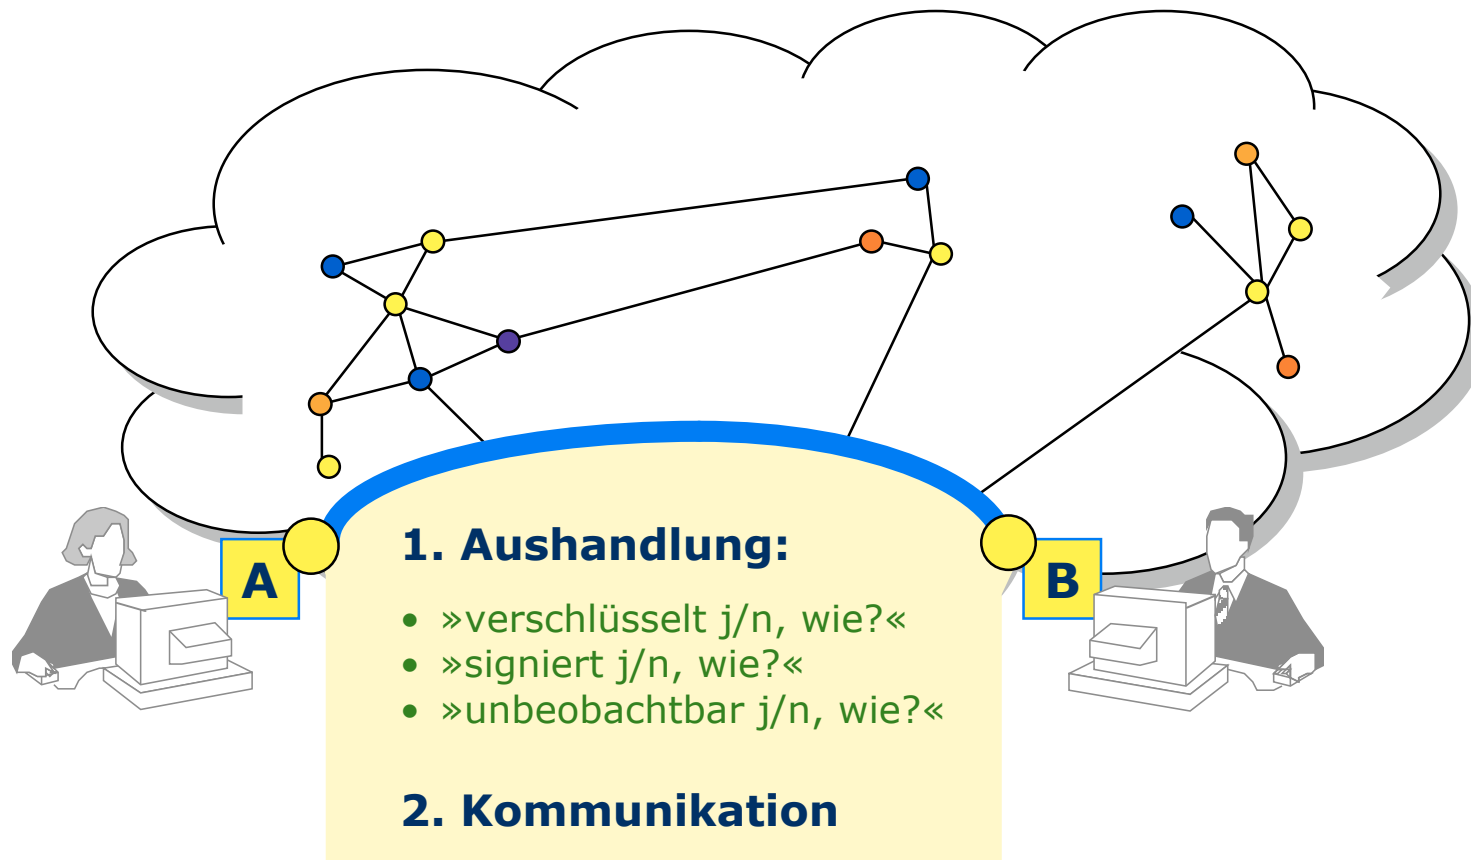 A
B
1. Aushandlung:
• »verschlüsselt j/n, wie?«
• »signiert j/n, wie?«
• »unbeobachtbar j/n, wie?«
2. Kommunikation